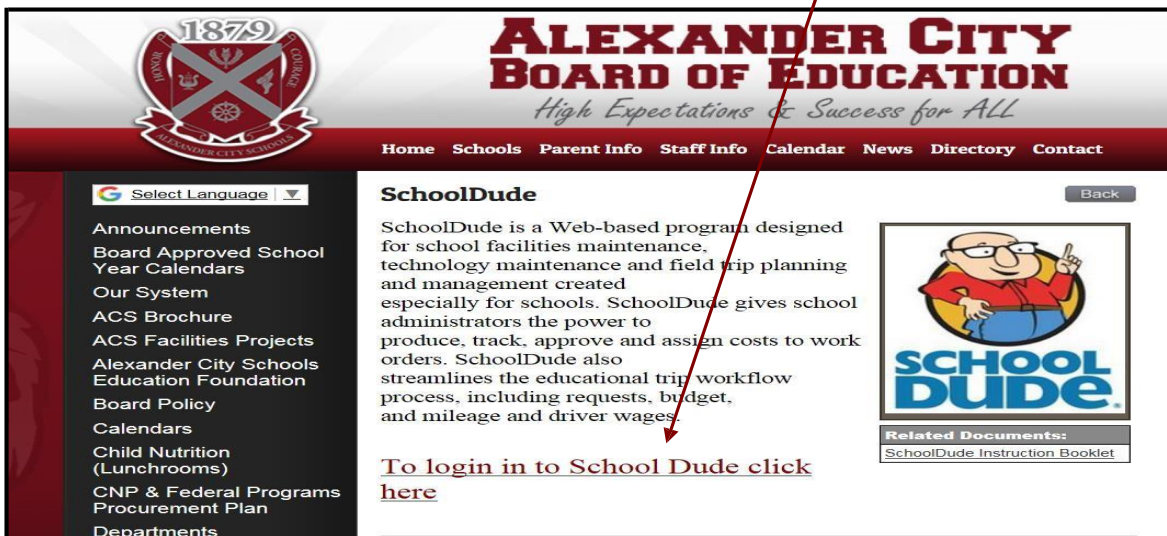 1879
HONOR
COURAGE
ALEXANDER CITY SCHOOLS
ALEXANDER CITY
BOARD OF EDUCATION
High Expectations & Success for ALL
Home Schools Parent Info Staff Info Calendar News Directory Contact
G Select Language ▼
Announcements
Board Approved School
Year Calendars
Our System
ACS Brochure
ACS Facilities Projects
Alexander City Schools
Education Foundation
Board Policy
Calendars
Child Nutrition
(Lunchrooms)
CNP & Federal Programs
Procurement Plan
Departments
SchoolDude
Back
SchoolDude is a Web-based program designed
for school facilities maintenance,
technology maintenance and field trip planning
and management created
especially for schools. SchoolDude gives school
administrators the power to
produce, track, approve and assign costs to work
orders. SchoolDude also
streamlines the educational trip workflow
process, including requests, budget,
and mileage and driver wages.
To login in to School Dude click
here
SCHOOL
DUDE.
Related Documents:
SchoolDude Instruction Booklet